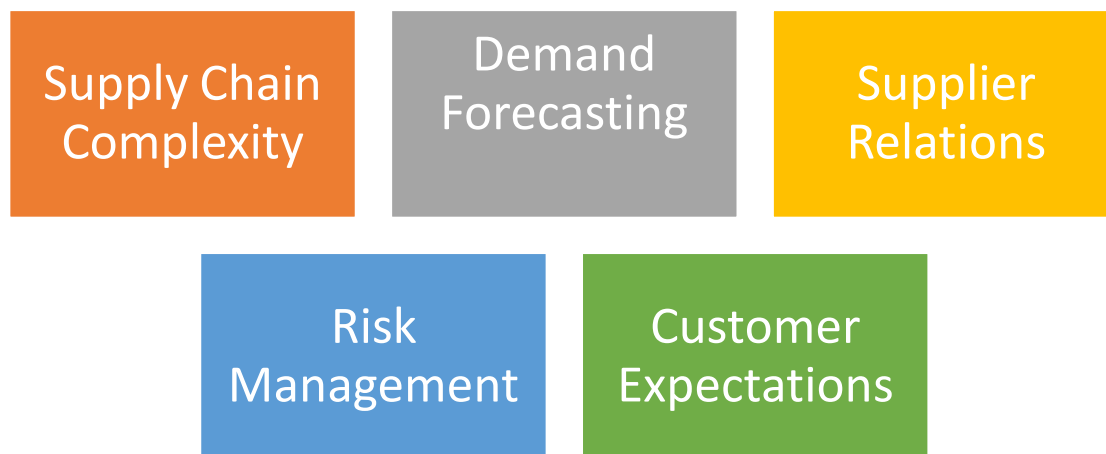 Supply Chain
Complexity
Demand
Forecasting
Supplier
Relations
Risk
Management
Customer
Expectations